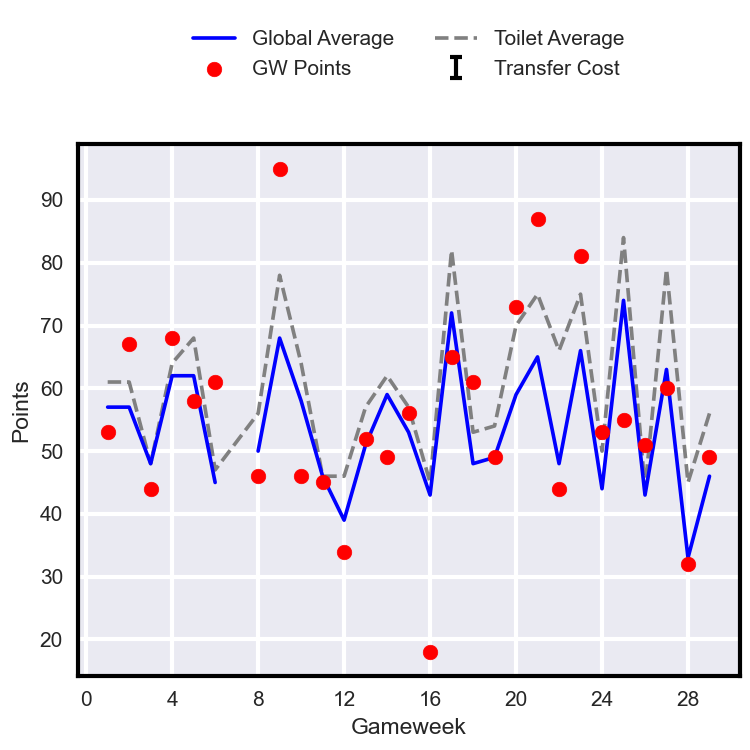 Global Average
Toilet Average
GW Points
Transfer Cost
90
80
70
60
50
40
30
20
Points
0 4 8 12 16 20 24 28
Gameweek